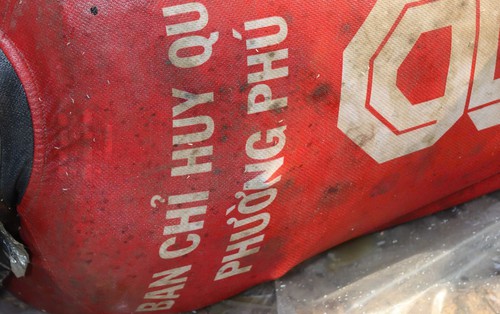 BAN CHỈ HUY QU
PHƯỜNG PHÚ